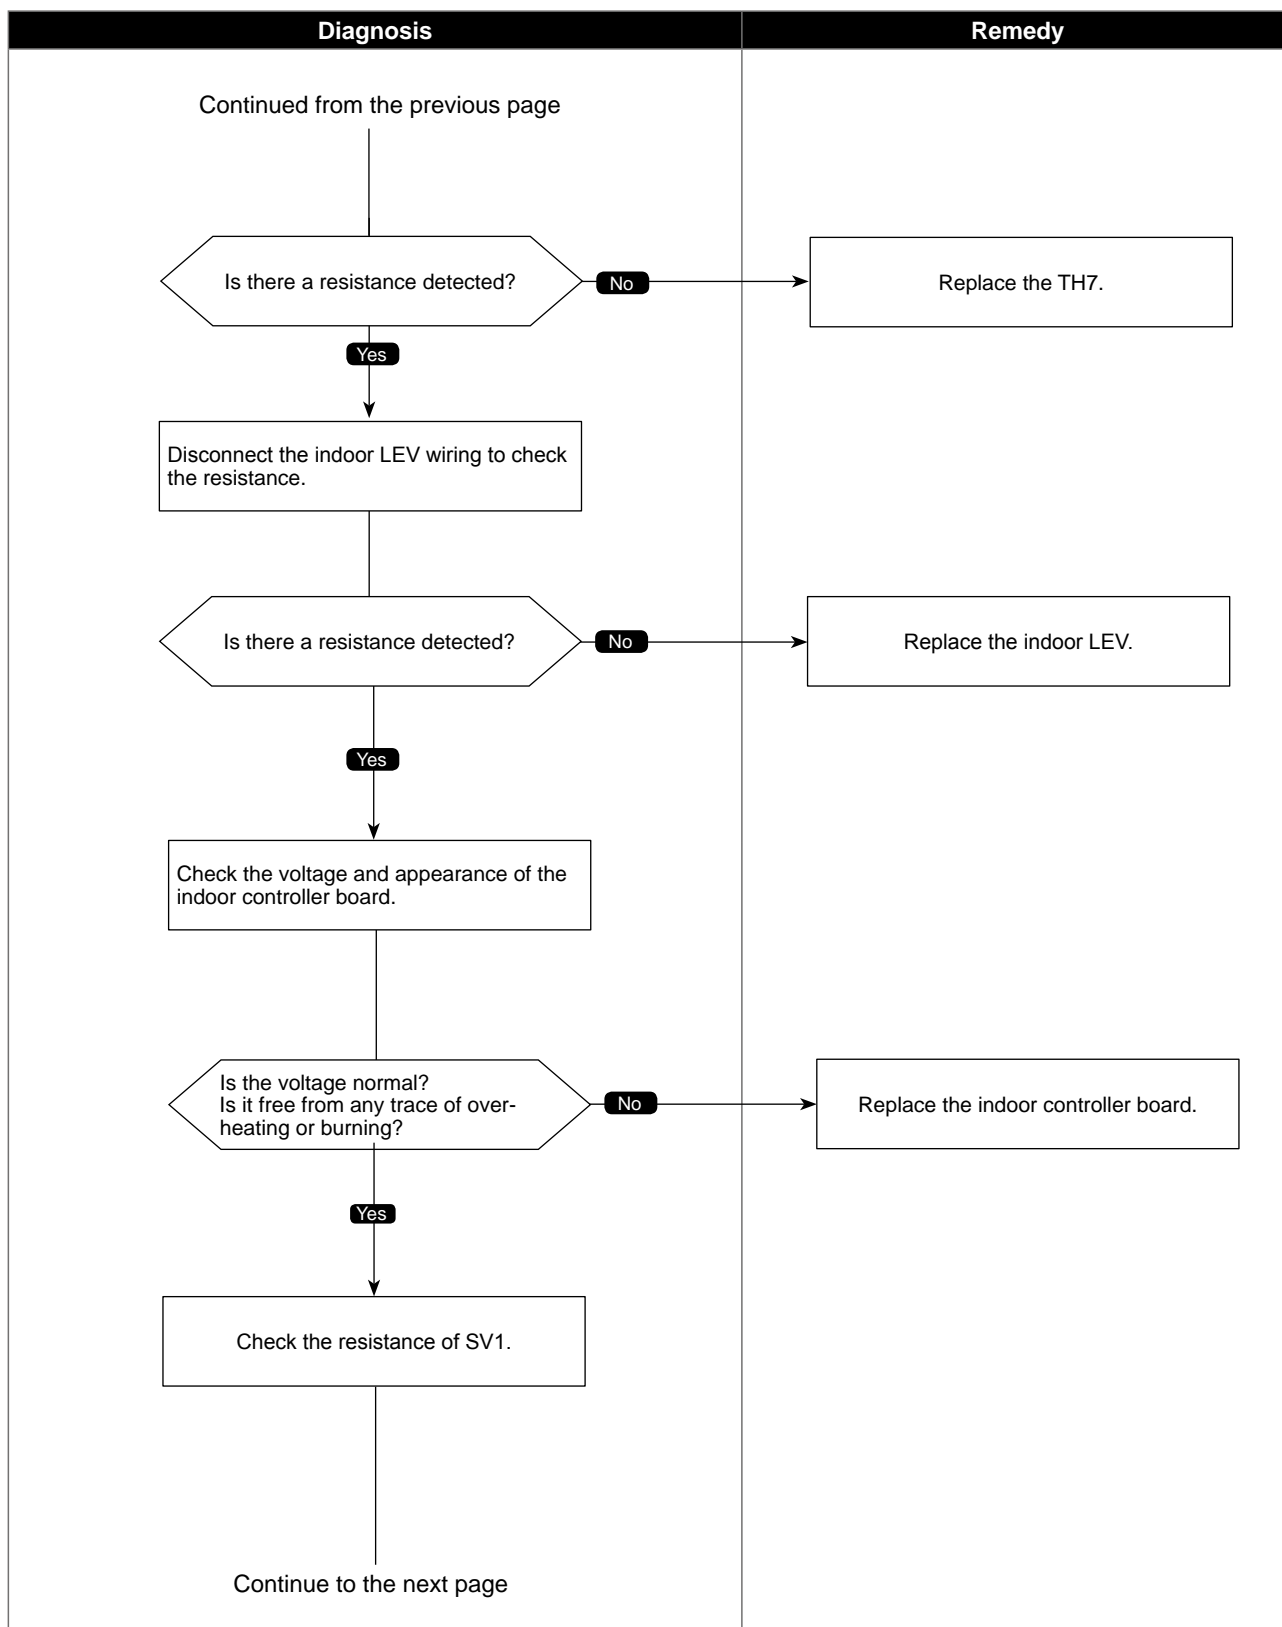 Diagnosis
Remedy
Continued from the previous page
Is there a resistance detected?
No
Replace the TH7.
Yes
Disconnect the indoor LEV wiring to check
the resistance.
Is there a resistance detected?
No
Replace the indoor LEV.
Yes
Check the voltage and appearance of the
indoor controller board.
Is the voltage normal?
Is it free from any trace of over-
heating or burning?
No
Replace the indoor controller board.
Yes
Check the resistance of SV1.
Continue to the next page